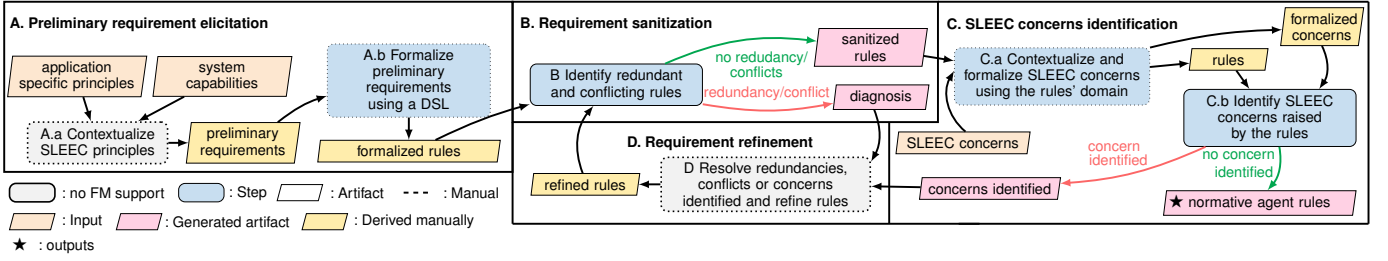 A. Preliminary requirement elicitation
application
specific principles
system
capabilities
A.a Contextualize
SLEEC principles
preliminary
requirements
A.b Formalize
preliminary
requirements
using a DSL
formalized rules
B. Requirement sanitization
B Identify redundant
and conflicting rules
no redundancy/
conflicts
redundancy/conflict
sanitized
rules
diagnosis
C. SLEEC concerns identification
C.a Contextualize and
formalize SLEEC concerns
using the rules' domain
SLEEC concerns
formalized
concerns
rules
C.b Identify SLEEC
concerns raised
by the rules
concern
identified
no concern
identified
concerns identified
★ normative agent rules
D. Requirement refinement
D Resolve redundancies,
conflicts or concerns
identified and refine rules
refined rules
: no FM support
: Step
: Artifact
: Manual
: Input
: Generated artifact
: Derived manually
★ : outputs